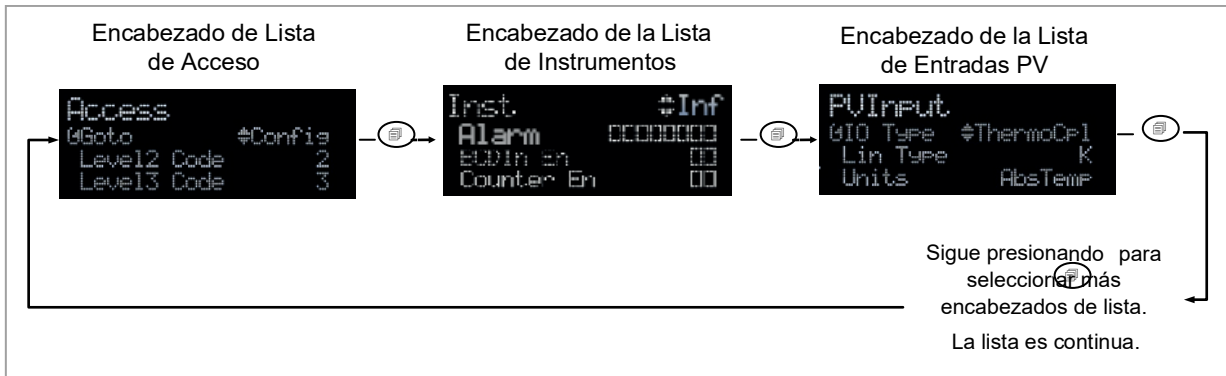 Encabezado de Lista
de Acceso
Access
Goto Config
Level2 Code 2
Level3 Code 3
Encabezado de la Lista
de Instrumentos
Inst. Inf
Alarm
BCDIn En
Counter En
Encabezado de la Lista
de Entradas PV
PVInput
IO Type ThermoCpl
Lin Type K
Units AbsTemp
Sigue presionando para
seleccionar más
encabezados de lista.
La lista es continua.